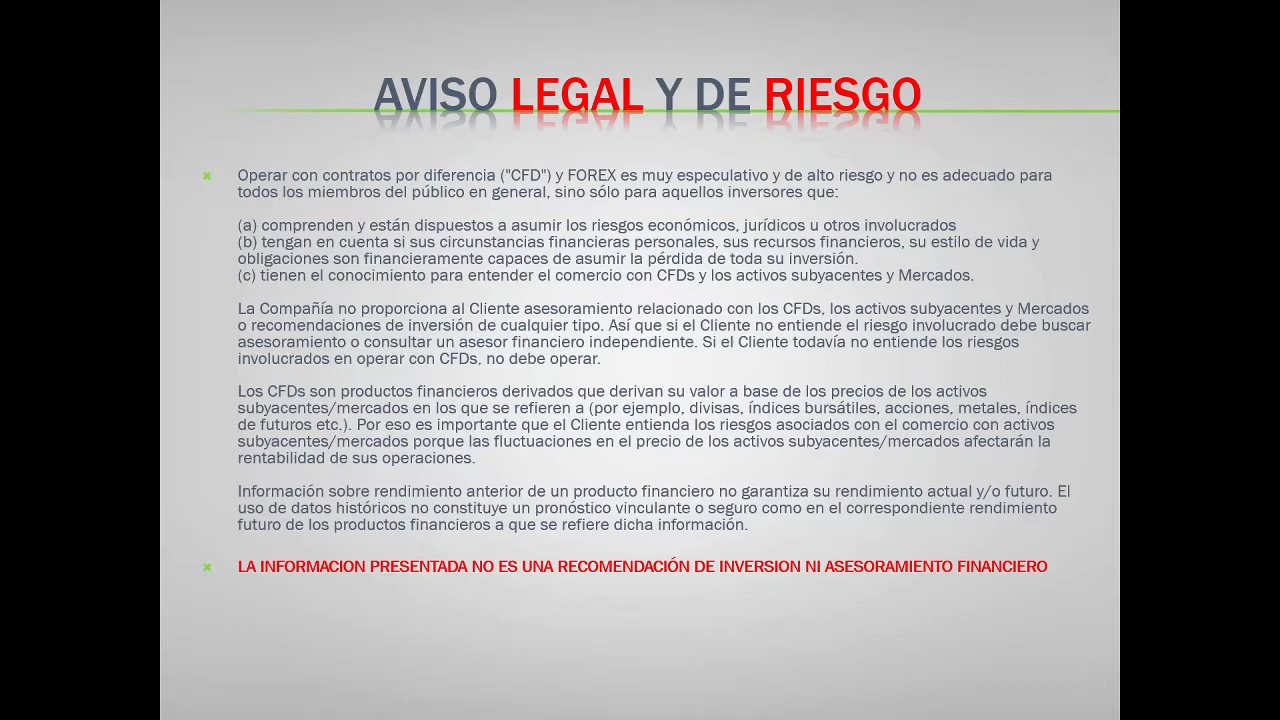 AVISO LEGAL Y DE RIESGO
Operar con contratos por diferencia ("CFD") y FOREX es muy especulativo y de alto riesgo y no es adecuado para
todos los miembros del público en general, sino sólo para aquellos inversores que:
(a) comprenden y están dispuestos a asumir los riesgos económicos, jurídicos u otros involucrados
(b) tengan en cuenta si sus circunstancias financieras personales, sus recursos financieros, su estilo de vida y
obligaciones son financieramente capaces de asumir la pérdida de toda su inversión.
(c) tienen el conocimiento para entender el comercio con CFDs y los activos subyacentes y Mercados.
La Compañía no proporciona al Cliente asesoramiento relacionado con los CFDs, los activos subyacentes y Mercados
o recomendaciones de inversión de cualquier tipo. Así que si el Cliente no entiende el riesgo involucrado debe buscar
asesoramiento o consultar un asesor financiero independiente. Si el Cliente todavía no entiende los riesgos
involucrados en operar con CFDs, no debe operar.
Los CFDs son productos financieros derivados que derivan su valor a base de los precios de los activos
subyacentes/mercados en los que se refieren a (por ejemplo, divisas, índices bursátiles, acciones, metales, índices
de futuros etc.). Por eso es importante que el Cliente entienda los riesgos asociados con el comercio con activos
subyacentes/mercados porque las fluctuaciones en el precio de los activos subyacentes/mercados afectarán la
rentabilidad de sus operaciones.
Información sobre rendimiento anterior de un producto financiero no garantiza su rendimiento actual y/o futuro. El
uso de datos históricos no constituye un pronóstico vinculante o seguro como en el correspondiente rendimiento
futuro de los productos financieros a que se refiere dicha información.
LA INFORMACION PRESENTADA NO ES UNA RECOMENDACIÓN DE INVERSION NI ASESORAMIENTO FINANCIERO